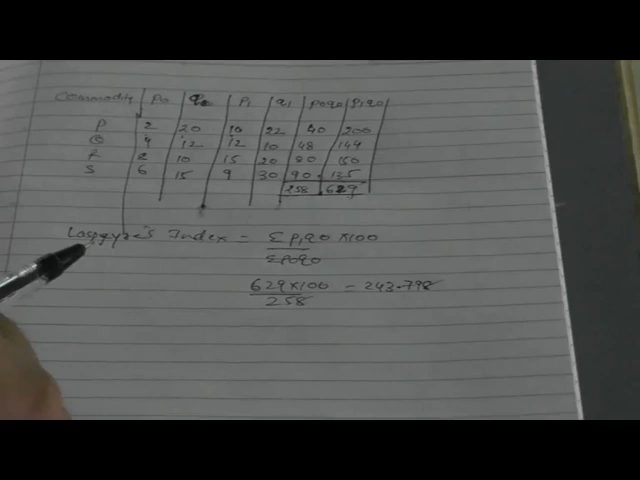 Commodity p0 q0 p1 q1 p0q0 p1q0
P 2 20 10 22 40 200
Q 4 12 12 10 48 144
R 10 15 20 80 150
S 6 15 9 30 90 135
258 629
Index = Σp1q0 ×100
Σp0q0
629×100 = 243.798
258